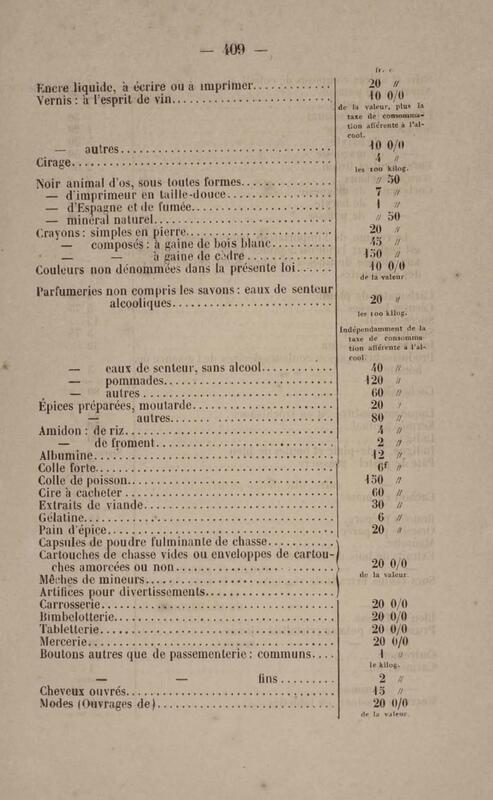 — 409 —
fr. c
Encre liquide, à écrire ou a imprimer............. 20 //
Vernis : à l'esprit de vin............................ 10 0/0
de la valeur, plus la
taxe de consomma-
tion afférente à l'al-
cool.
— autres.................................... 10 0/0
Cirage............................................ 4 //
les 100 kilog.
Noir animal d'os, sous toutes formes............... // 50
— d'imprimeur en taille-douce................. 7 //
— d'Espagne et de fumée....................... 1 //
— minéral naturel............................. // 50
Crayons : simples en pierre........................ 20 //
— composés : à gaine de bois blanc........... 45 //
— — à gaine de cèdre............. 150 //
Couleurs non dénommées dans la présente loi...... 10 0/0
de la valeur
Parfumeries non compris les savons : eaux de senteur
alcooliques.............................. 20 //
les 100 kilog.
Indépendamment de la
taxe de consomma-
tion afférente à l'al-
cool
— eaux de senteur, sans alcool............ 40 //
— pommades............................... 120 //
— autres................................. 60 //
Épices préparées, moutarde........................ 20 /
— autres........................... 80 //
Amidon : de riz................................... 4 //
— de froment................................ 2 //
Albumine.......................................... 12 //
Colle forte....................................... 6f //
Colle de poisson.................................. 150 //
Cire à cacheter................................... 60 //
Extraits de viande................................ 30 //
Gélatine.......................................... 6 //
Pain d'épice...................................... 20 //
Capsules de poudre fulminante de chasse...........
Cartouches de chasse vides ou enveloppes de cartou-
ches amorcées ou non........................ 20 0/0
de la valeur.
Mêches de mineurs.................................
Artifices pour divertissements....................
Carrosserie....................................... 20 0/0
Bimbelotterie..................................... 20 0/0
Tabletterie....................................... 20 0/0
Mercerie.......................................... 20 0/0
Boutons autres que de passementerie : communs.... 1 //
le kilog.
— — fins......... 2 //
Cheveux ouvrés.................................... 15 //
Modes (Ouvrages de)............................... 20 0/0
de la valeur.